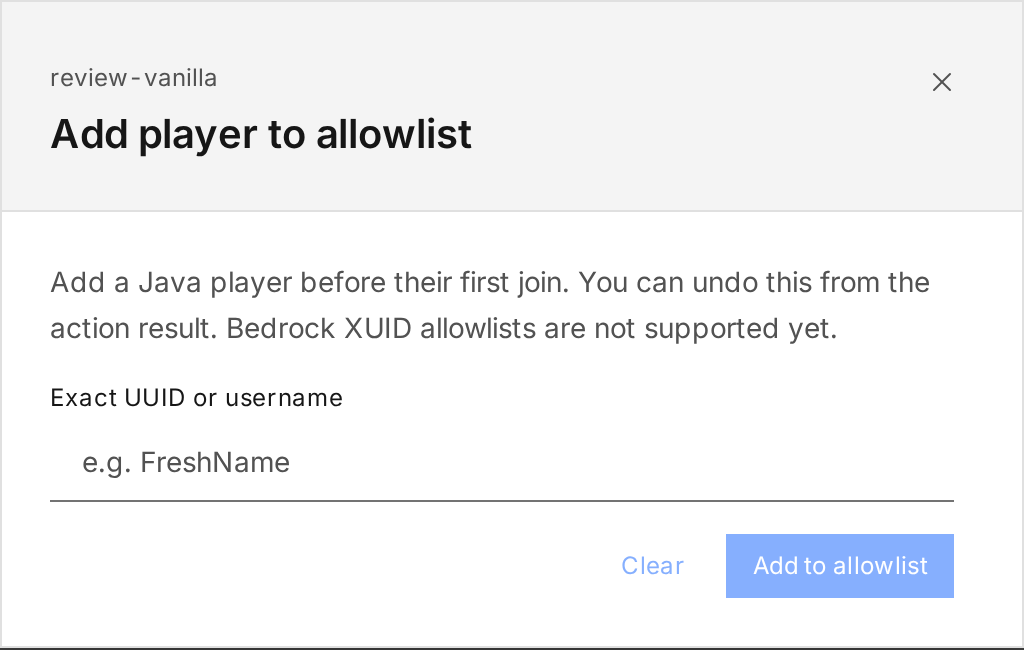 review-vanilla
Add player to allowlist
Add a Java player before their first join. You can undo this from the
action result. Bedrock XUID allowlists are not supported yet.
Exact UUID or username
e.g. FreshName
Clear
Add to allowlist